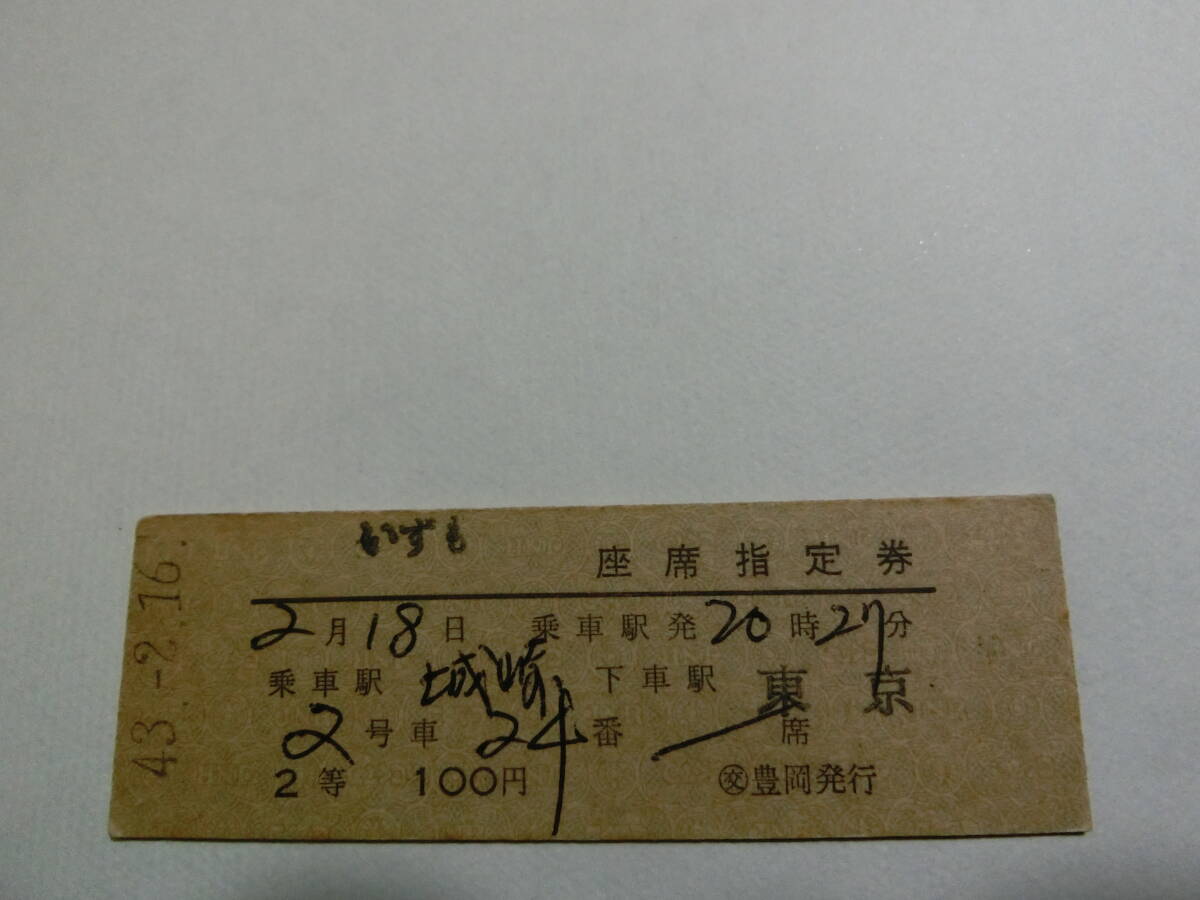 いずも
座席指定券
2月18日 乗車駅発20時27分
乗車駅 城崎 下車駅 東京
2号車 24番 席
2等 100円 ㊋豊岡発行
43.-2.16.